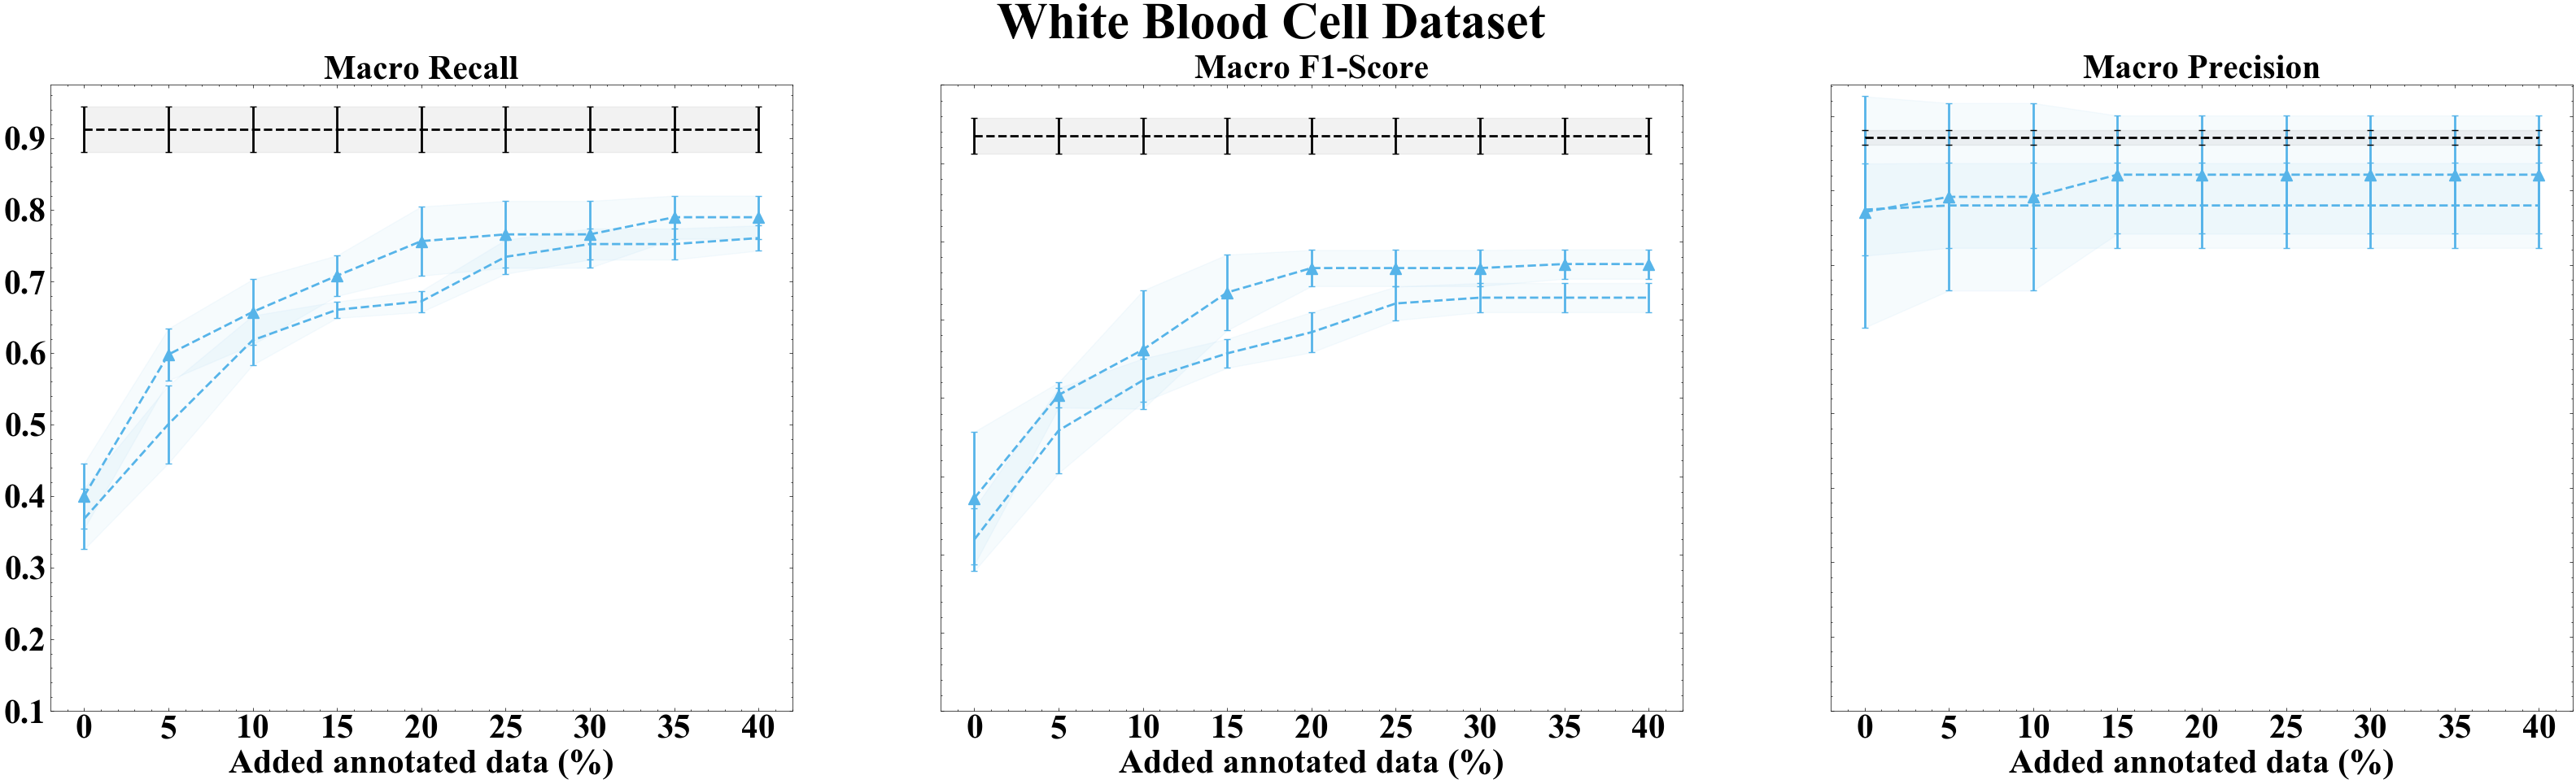 White Blood Cell Dataset
Macro Recall
0.9
0.8
0.7
0.6
0.5
0.4
0.3
0.2
0.1
0 5 10 15 20 25 30 35 40
Added annotated data (%)
Macro F1-Score
0 5 10 15 20 25 30 35 40
Added annotated data (%)
Macro Precision
0 5 10 15 20 25 30 35 40
Added annotated data (%)